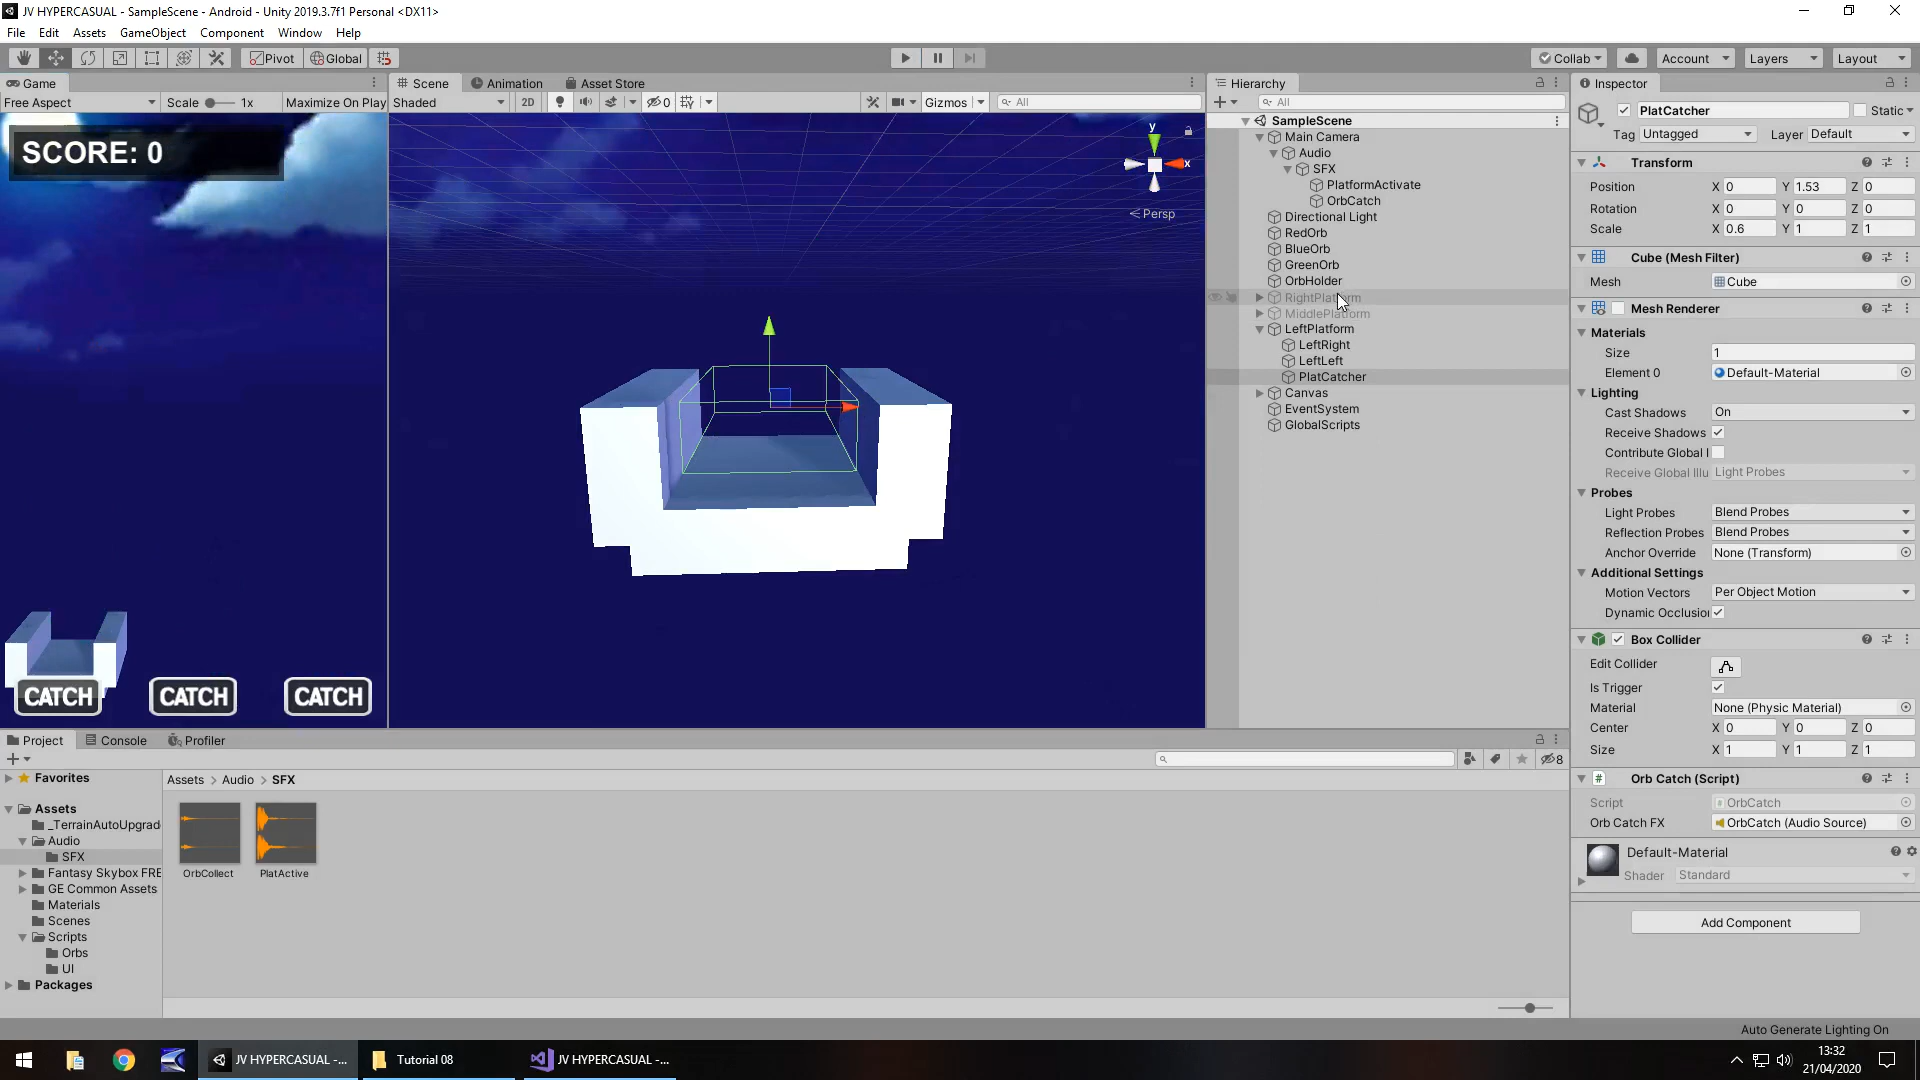 JV HYPERCASUAL - SampleScene - Android - Unity 2019.3.7f1 Personal <DX11>
File Edit Assets GameObject Component Window Help
Pivot Global Collab Account Layers Layout
Game
Free Aspect Scale 1x Maximize On Play
SCORE: 0
CATCH CATCH CATCH
Scene Animation Asset Store
Shaded 2D 0 Gizmos All
y
x
Persp
Hierarchy
All
SampleScene
Main Camera
Audio
SFX
PlatformActivate
OrbCatch
Directional Light
RedOrb
BlueOrb
GreenOrb
OrbHolder
RightPlatform
MiddlePlatform
LeftPlatform
LeftRight
LeftLeft
PlatCatcher
Canvas
EventSystem
GlobalScripts
Inspector
PlatCatcher Static
Tag Untagged Layer Default
Transform
Position X 0 Y 1.53 Z 0
Rotation X 0 Y 0 Z 0
Scale X 0.6 Y 1 Z 1
Cube (Mesh Filter)
Mesh Cube
Mesh Renderer
Materials
Size 1
Element 0 Default-Material
Lighting
Cast Shadows On
Receive Shadows
Contribute Global I
Receive Global Illu Light Probes
Probes
Light Probes Blend Probes
Reflection Probes Blend Probes
Anchor Override None (Transform)
Additional Settings
Motion Vectors Per Object Motion
Dynamic Occlusion
Box Collider
Edit Collider
Is Trigger
Material None (Physic Material)
Center X 0 Y 0 Z 0
Size X 1 Y 1 Z 1
Orb Catch (Script)
Script OrbCatch
Orb Catch FX OrbCatch (Audio Source)
Default-Material
Shader Standard
Add Component
Project Console Profiler
8
Favorites
Assets
_TerrainAutoUpgrad
Audio
SFX
Fantasy Skybox FRE
GE Common Assets
Materials
Scenes
Scripts
Orbs
UI
Packages
Assets > Audio > SFX
OrbCollect PlatActive
Auto Generate Lighting On
JV HYPERCASUAL -... Tutorial 08 JV HYPERCASUAL -...
13:32
21/04/2020